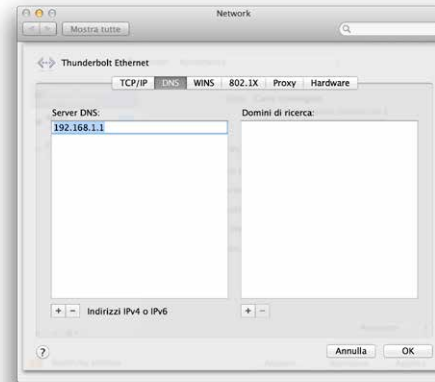 Network
Mostra tutte
Thunderbolt Ethernet
TCP/IP DNS WINS 802.1X Proxy Hardware
Server DNS: Domini di ricerca:
192.168.1.1
+ − Indirizzi IPv4 o IPv6 + −
? Annulla OK